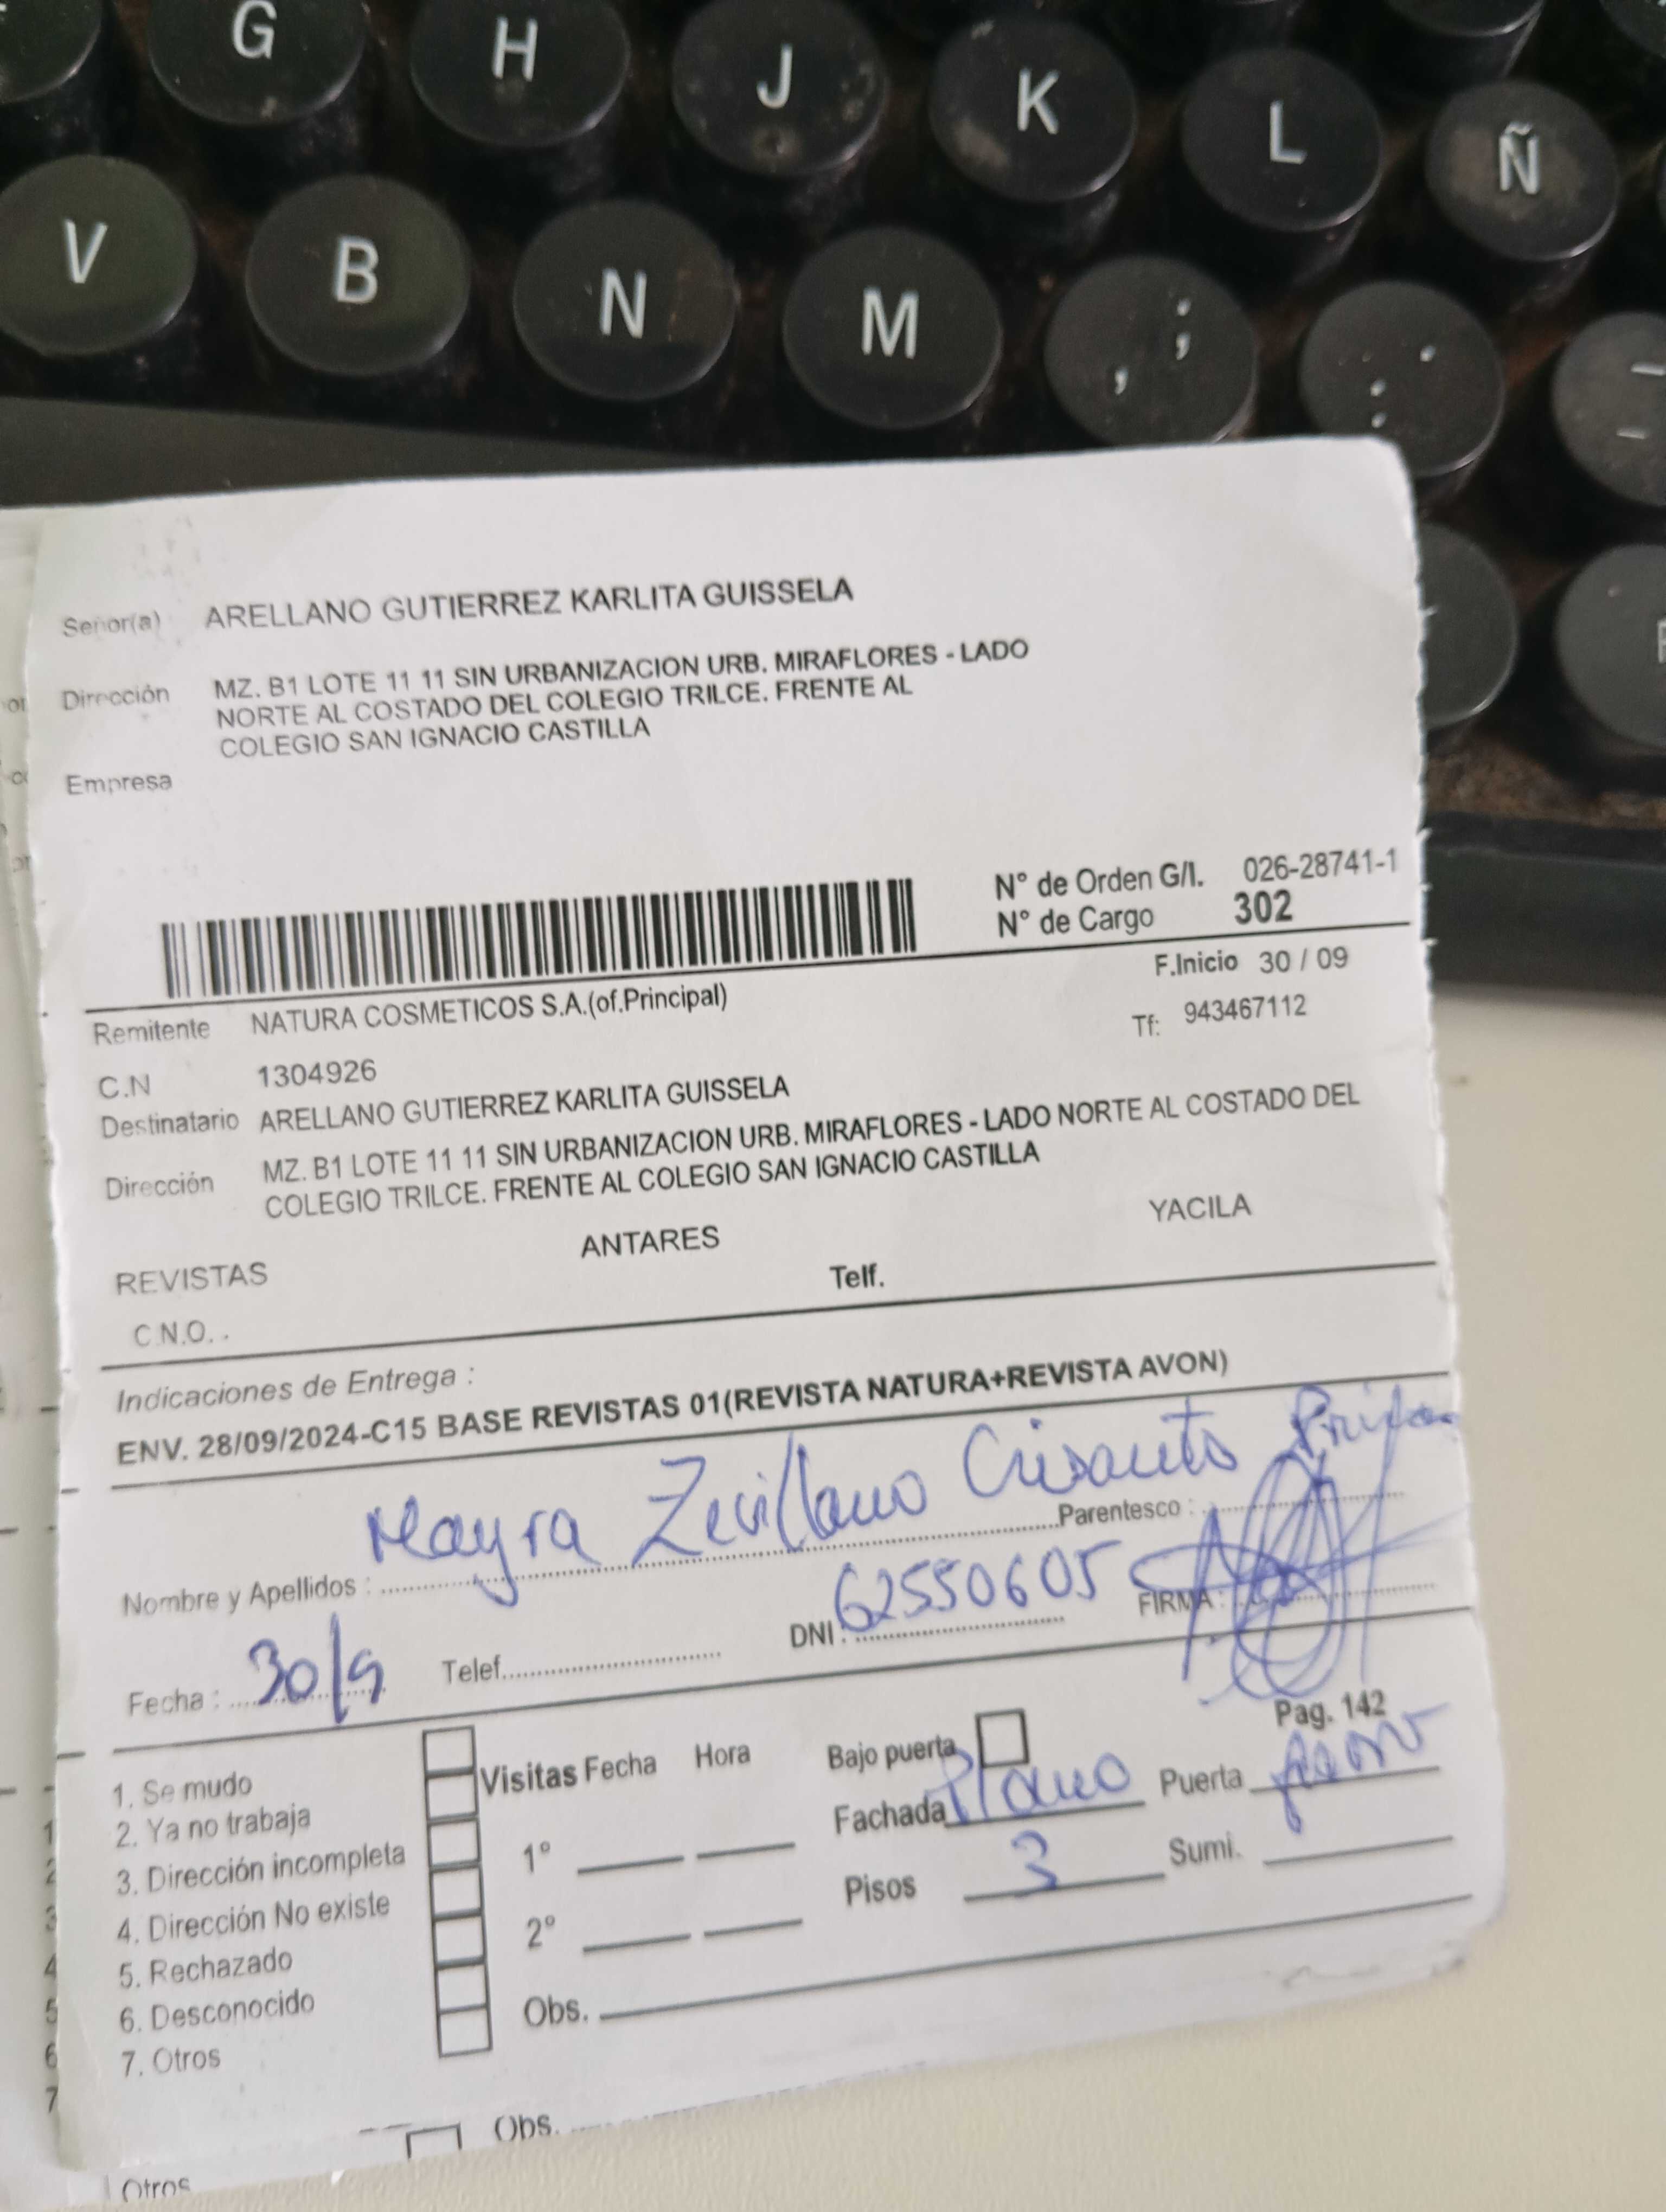 G H J K L Ñ
V B N M , ; . :
Señor(a) ARELLANO GUTIERREZ KARLITA GUISSELA
Dirección MZ. B1 LOTE 11 11 SIN URBANIZACION URB. MIRAFLORES - LADO
NORTE AL COSTADO DEL COLEGIO TRILCE. FRENTE AL
COLEGIO SAN IGNACIO CASTILLA
Empresa
N° de Orden G/I. 026-28741-1
N° de Cargo 302
F.Inicio 30 / 09
Remitente NATURA COSMETICOS S.A.(of.Principal)
Tf: 943467112
C.N 1304926
Destinatario ARELLANO GUTIERREZ KARLITA GUISSELA
Dirección MZ. B1 LOTE 11 11 SIN URBANIZACION URB. MIRAFLORES - LADO NORTE AL COSTADO DEL
COLEGIO TRILCE. FRENTE AL COLEGIO SAN IGNACIO CASTILLA
REVISTAS ANTARES YACILA
C.N.O. . Telf.
Indicaciones de Entrega :
ENV. 28/09/2024-C15 BASE REVISTAS 01(REVISTA NATURA+REVISTA AVON)
Nombre y Apellidos : Mayra Zevillano Crisanto Parentesco :
Fecha : 30/9 Telef. DNI : 62550605 FIRMA :
Pag. 142
1. Se mudo
2. Ya no trabaja
3. Dirección incompleta
4. Dirección No existe
5. Rechazado
6. Desconocido
7. Otros
Visitas Fecha Hora
1°
2°
Obs.
Bajo puerta
Fachada Puerta
Pisos 3 Sumi.
Obs.
Otros